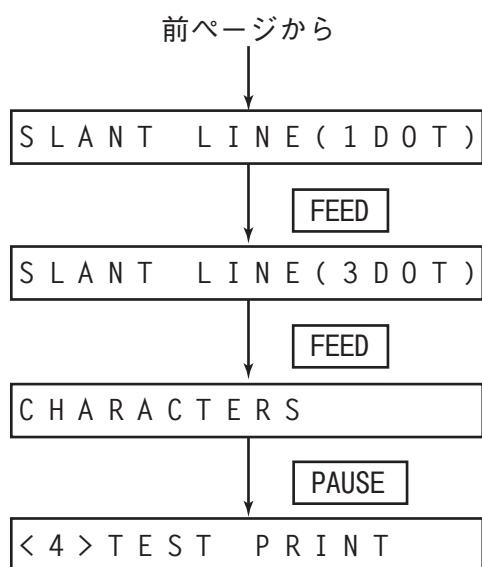 前ページから
SLANT LINE(1DOT)
FEED
SLANT LINE(3DOT)
FEED
CHARACTERS
PAUSE
<4>TEST PRINT